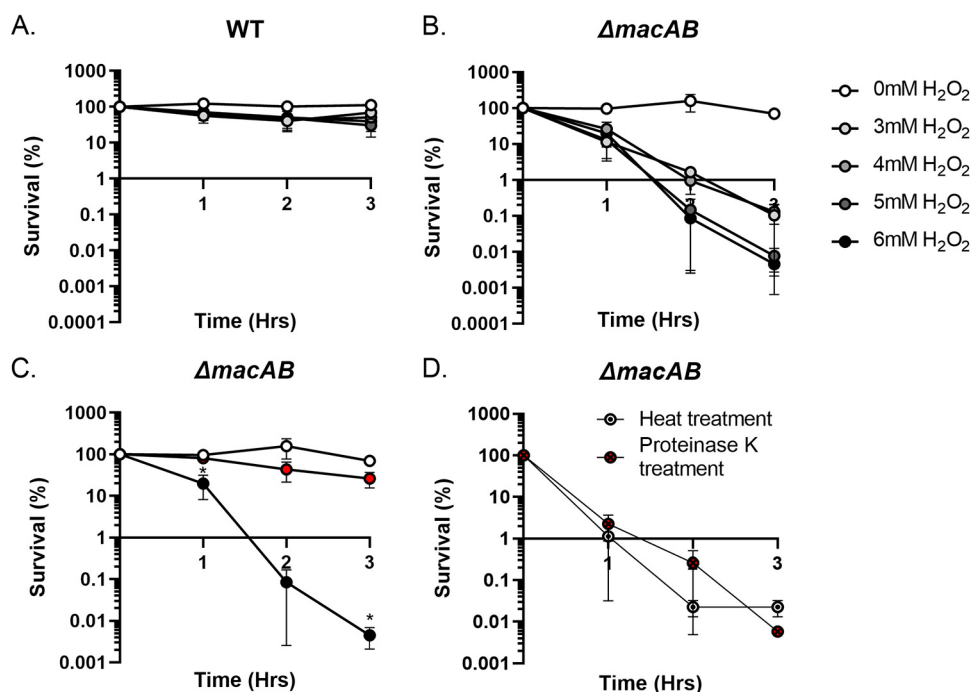 A.
WT
Survival (%)
1000
100
10
1
0.1
0.01
0.001
0.0001
1 2 3
Time (Hrs)
B.
ΔmacAB
Survival (%)
1000
100
10
1
0.1
0.01
0.001
0.0001
1 2 3
Time (Hrs)
0mM H₂O₂
3mM H₂O₂
4mM H₂O₂
5mM H₂O₂
6mM H₂O₂
C.
ΔmacAB
Survival (%)
1000
100
10
1
0.1
0.01
0.001
1 2 3
*
*
Time (Hrs)
D.
ΔmacAB
Heat treatment
Proteinase K
treatment
Survival (%)
1000
100
10
1
0.1
0.01
0.001
1 2 3
Time (Hrs)